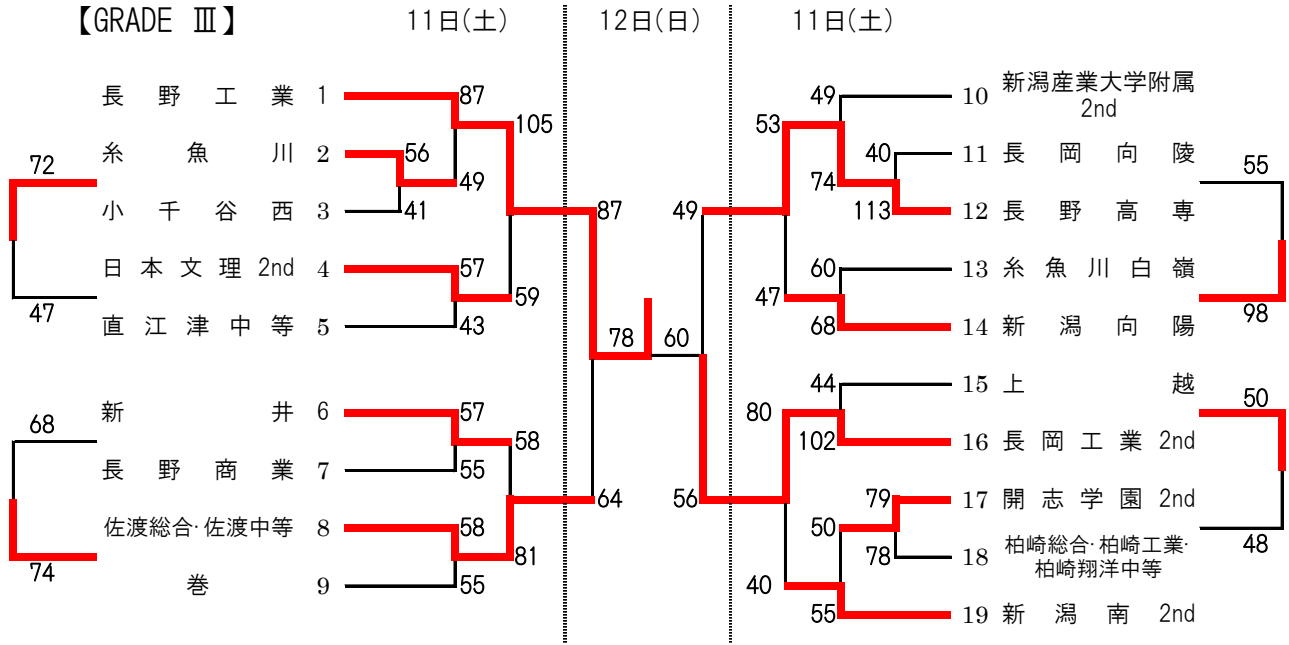 【GRADE Ⅲ】
11日(土)
12日(日)
11日(土)
長野工業 1
糸魚川 2
小千谷西 3
日本文理 2nd 4
直江津中等 5
新井 6
長野商業 7
佐渡総合·佐渡中等 8
巻 9
72
47
68
74
87
56
49
41
57
43
105
59
57
55
58
55
58
81
87
64
78
60
49
56
53
47
80
40
49
74
40
113
60
68
44
102
79
50
78
55
10 新潟産業大学附属
2nd
11 長岡向陵
12 長野高専
13 糸魚川白嶺
14 新潟向陽
15 上越
16 長岡工業 2nd
17 開志学園 2nd
18 柏崎総合·柏崎工業·
柏崎翔洋中等
19 新潟南 2nd
55
98
50
48